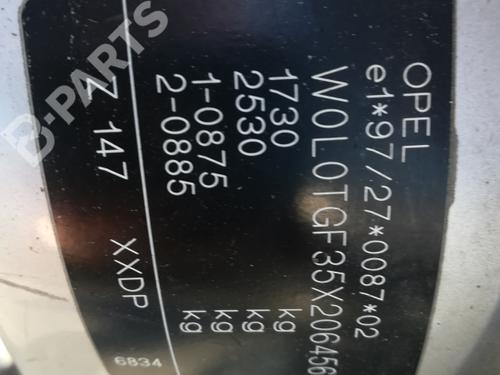 OPEL
e1*97/27*0087*02
W0L0TGF35X206456
1730 kg
2530 kg
1-0875 kg
2-0885 kg
Z 147 XXDP
6834
B-PARTS